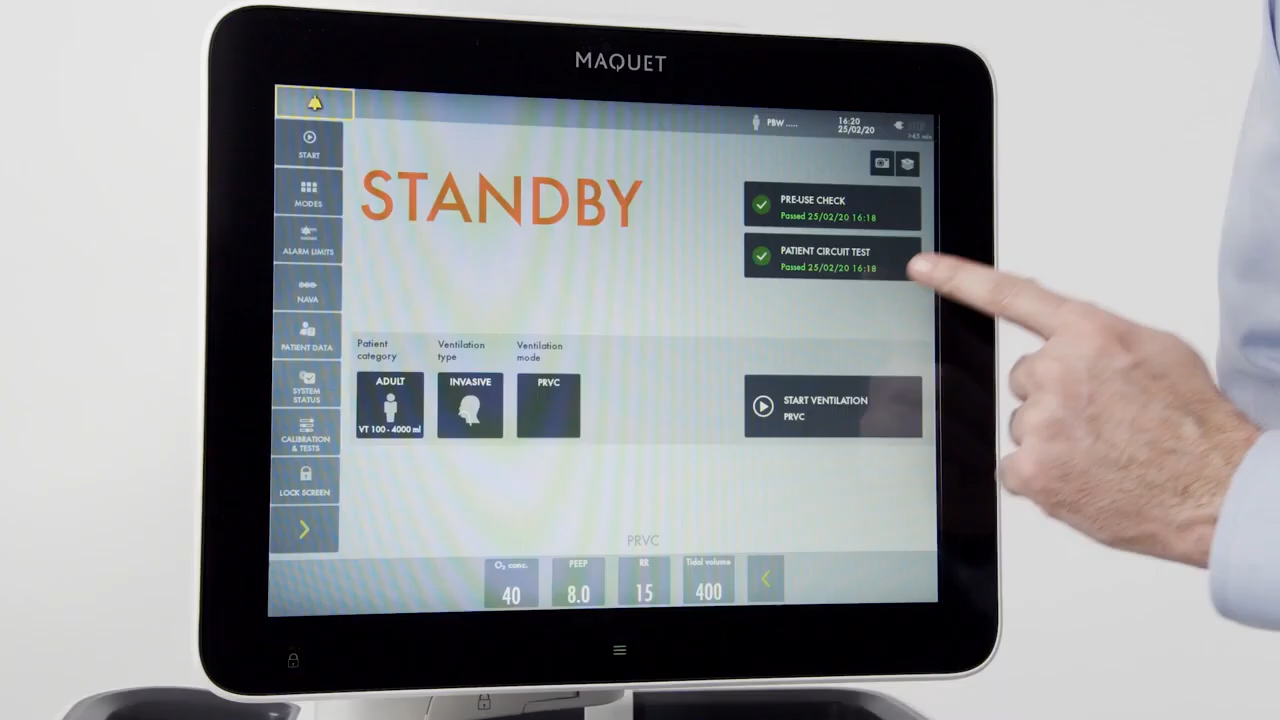 MAQUET
PBW .....
16:20
25/02/20
>45 min
START
MODES
ALARM LIMITS
NAVA
PATIENT DATA
SYSTEM
STATUS
CALIBRATION
& TESTS
LOCK SCREEN
STANDBY
PRE-USE CHECK
Passed 25/02/20 16:18
PATIENT CIRCUIT TEST
Passed 25/02/20 16:18
Patient
category
Ventilation
type
Ventilation
mode
ADULT
VT 100 - 4000 ml
INVASIVE
PRVC
START VENTILATION
PRVC
PRVC
O₂ conc.
40
PEEP
8.0
RR
15
Tidal volume
400